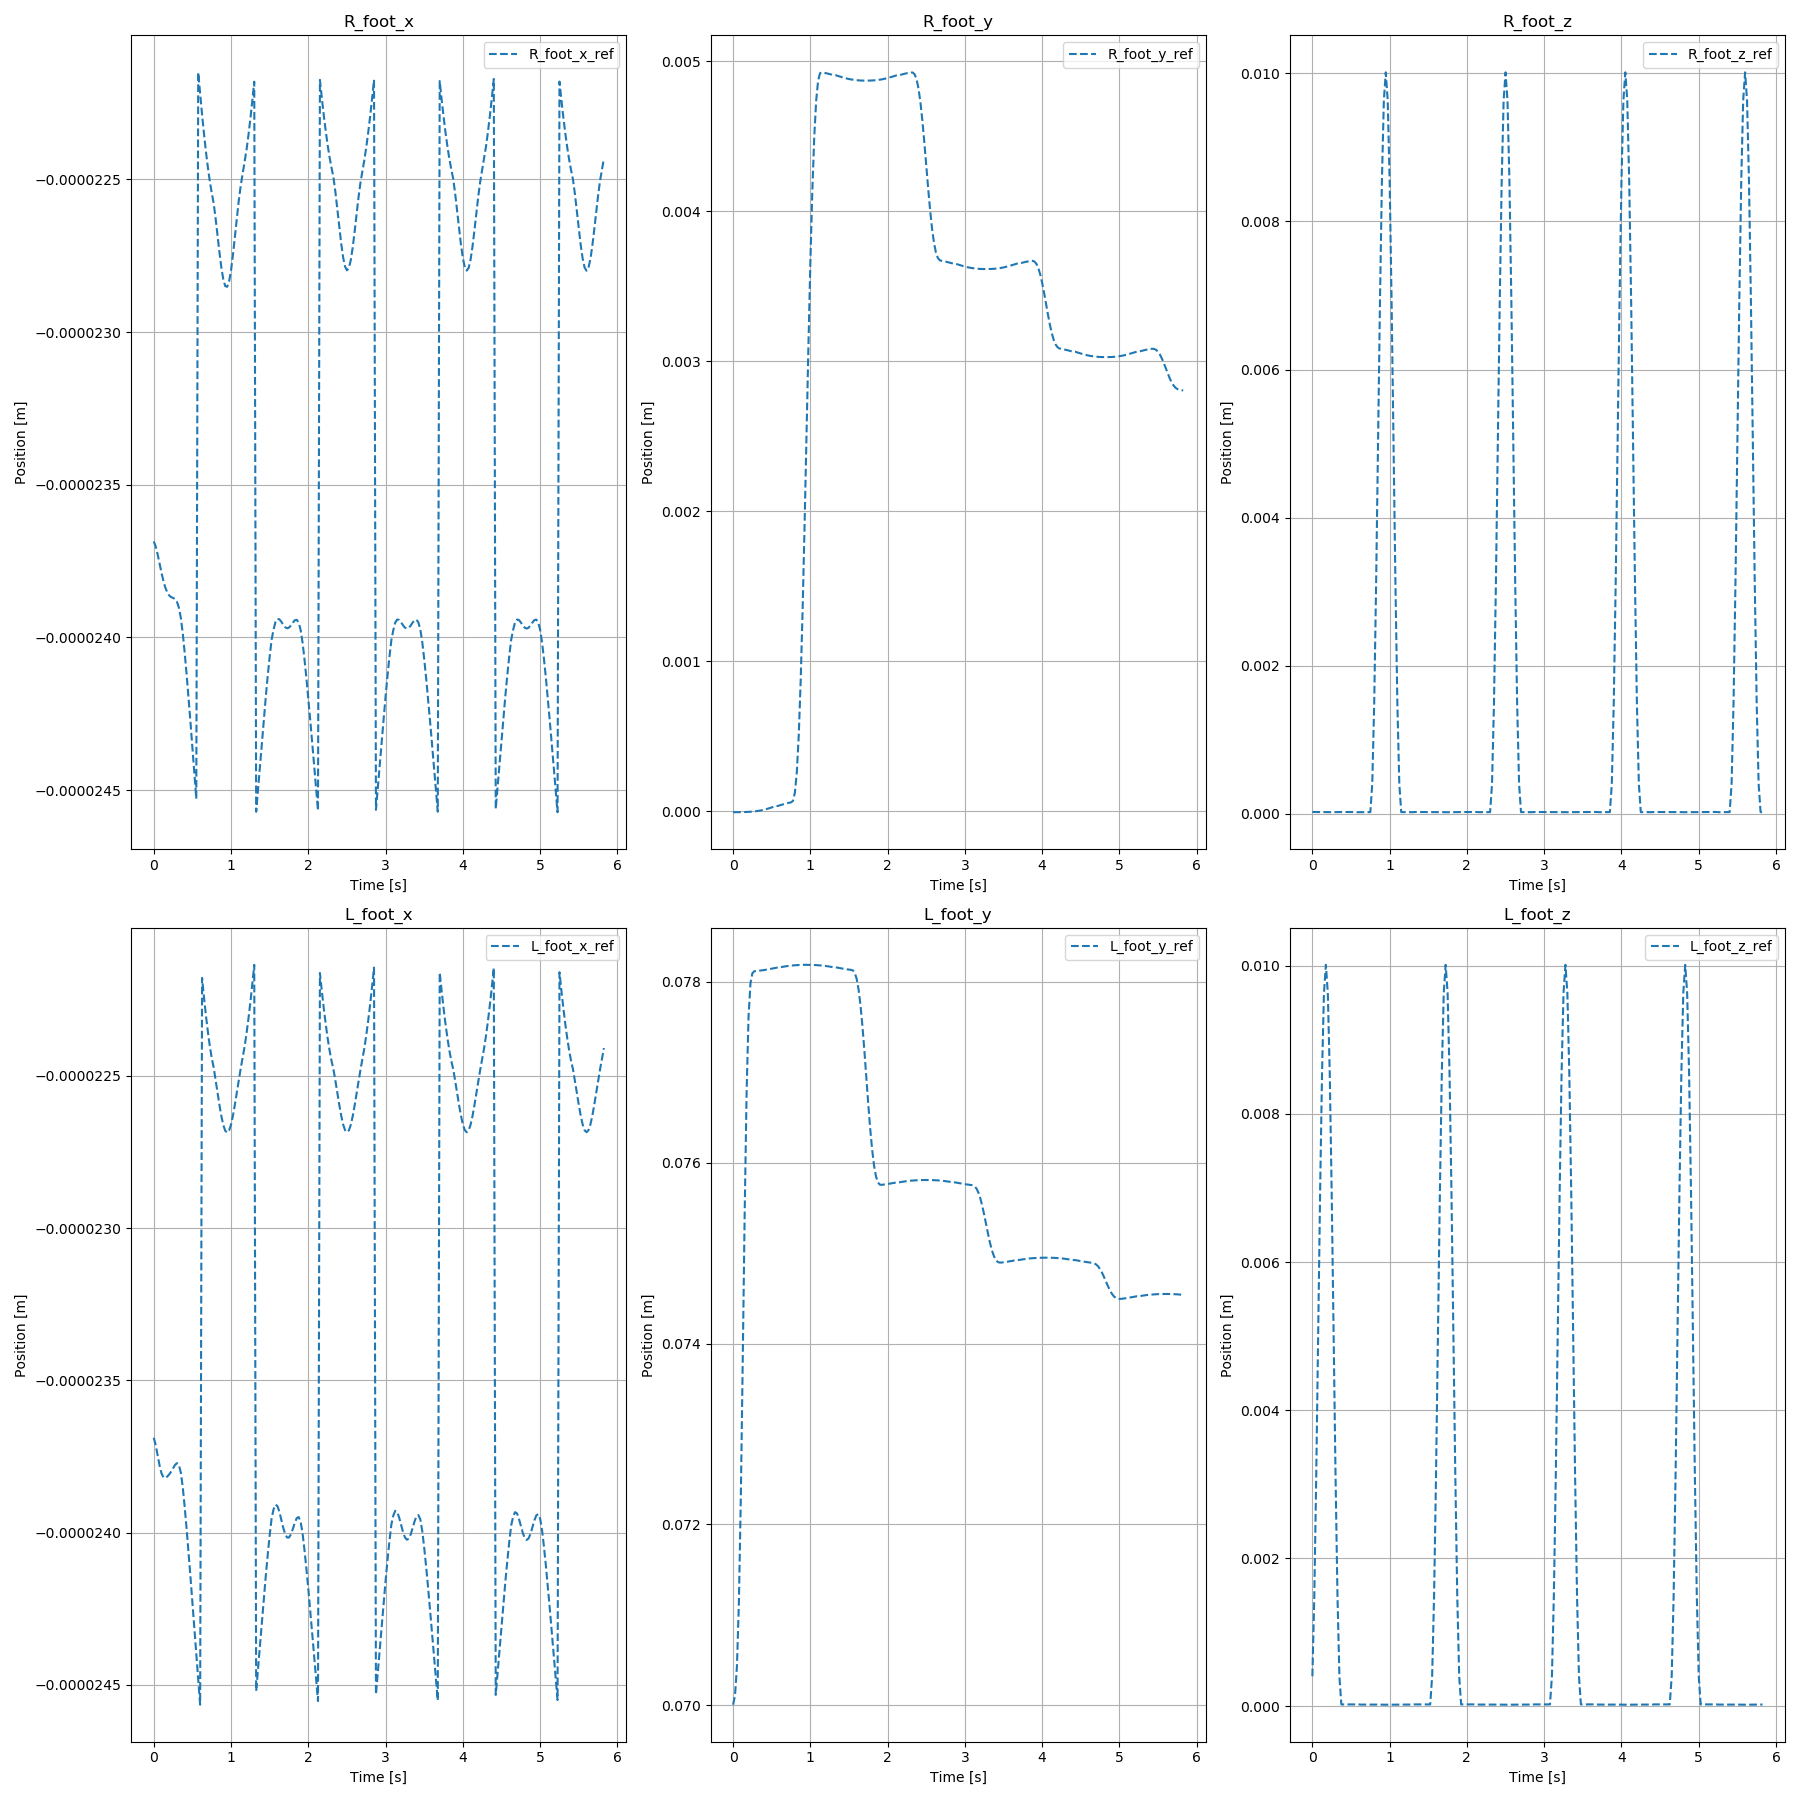 R_foot_x
R_foot_y
R_foot_z
R_foot_x_ref
R_foot_y_ref
R_foot_z_ref
Position [m]
−0.0000225
−0.0000230
−0.0000235
−0.0000240
−0.0000245
0 1 2 3 4 5 6
Time [s]
Position [m]
0.005
0.004
0.003
0.002
0.001
0.000
0 1 2 3 4 5 6
Time [s]
Position [m]
0.010
0.008
0.006
0.004
0.002
0.000
0 1 2 3 4 5 6
Time [s]
L_foot_x
L_foot_y
L_foot_z
L_foot_x_ref
L_foot_y_ref
L_foot_z_ref
Position [m]
−0.0000225
−0.0000230
−0.0000235
−0.0000240
−0.0000245
0 1 2 3 4 5 6
Time [s]
Position [m]
0.078
0.076
0.074
0.072
0.070
0 1 2 3 4 5 6
Time [s]
Position [m]
0.010
0.008
0.006
0.004
0.002
0.000
0 1 2 3 4 5 6
Time [s]